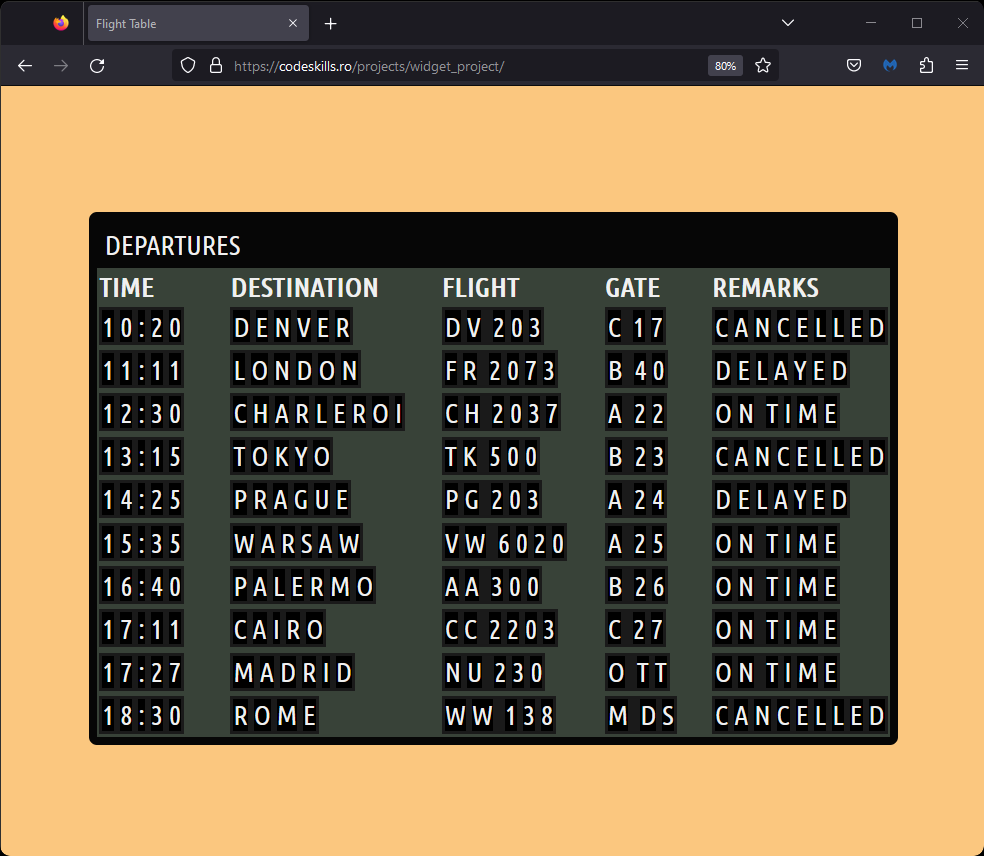 Flight Table
https://codeskills.ro/projects/widget_project/ 80%
DEPARTURES
TIME DESTINATION FLIGHT GATE REMARKS
10:20 DENVER DV 203 C 17 CANCELLED
11:11 LONDON FR 2073 B 40 DELAYED
12:30 CHARLEROI CH 2037 A 22 ON TIME
13:15 TOKYO TK 500 B 23 CANCELLED
14:25 PRAGUE PG 203 A 24 DELAYED
15:35 WARSAW VW 6020 A 25 ON TIME
16:40 PALERMO AA 300 B 26 ON TIME
17:11 CAIRO CC 2203 C 27 ON TIME
17:27 MADRID NU 230 O TT ON TIME
18:30 ROME WW 138 M DS CANCELLED